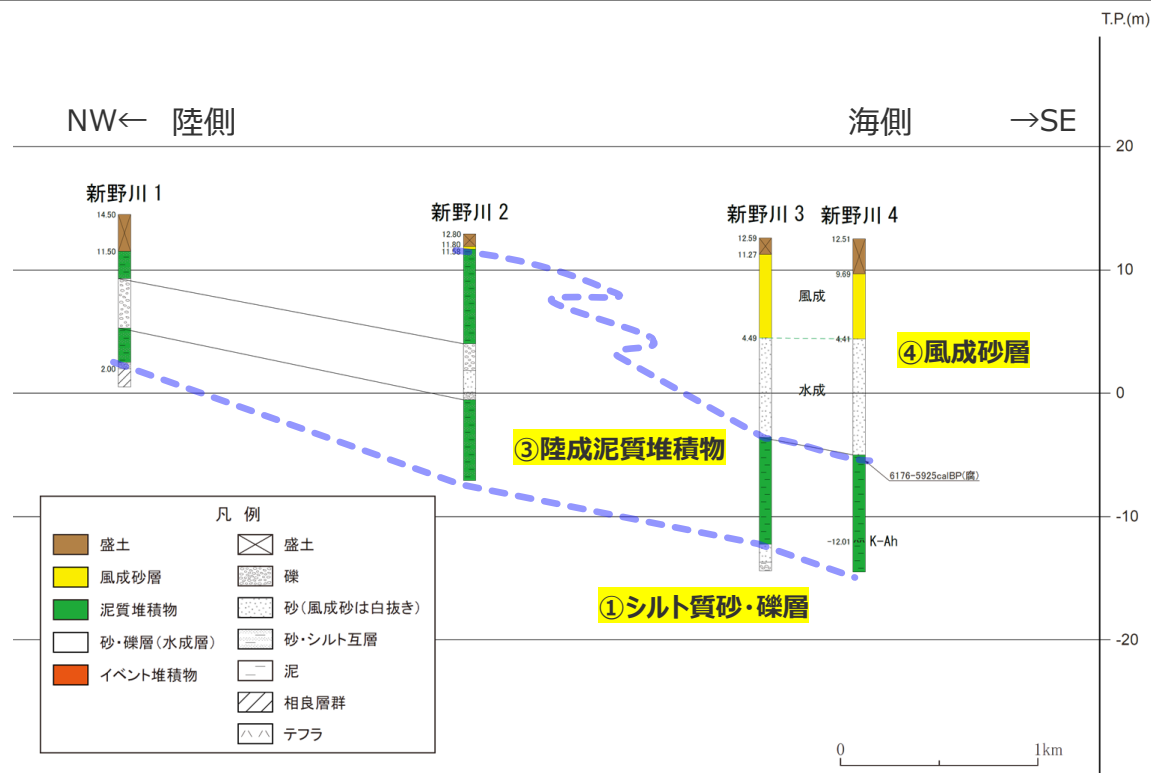 T.P.(m)
NW← 陸側
海側 →SE
20
新野川 1
新野川 2
新野川 3
新野川 4
14.50
11.50
2.00
12.80
11.80
11.58
12.59
11.27
4.49
12.51
9.69
4.41
10
風成
④風成砂層
水成
0
③陸成泥質堆積物
6176-5925calBP(腐)
-10
-12.01
K-Ah
①シルト質砂・礫層
-20
凡 例
盛土
風成砂層
泥質堆積物
砂・礫層(水成層)
イベント堆積物
盛土
礫
砂(風成砂は白抜き)
砂・シルト互層
泥
相良層群
テフラ
0
1km